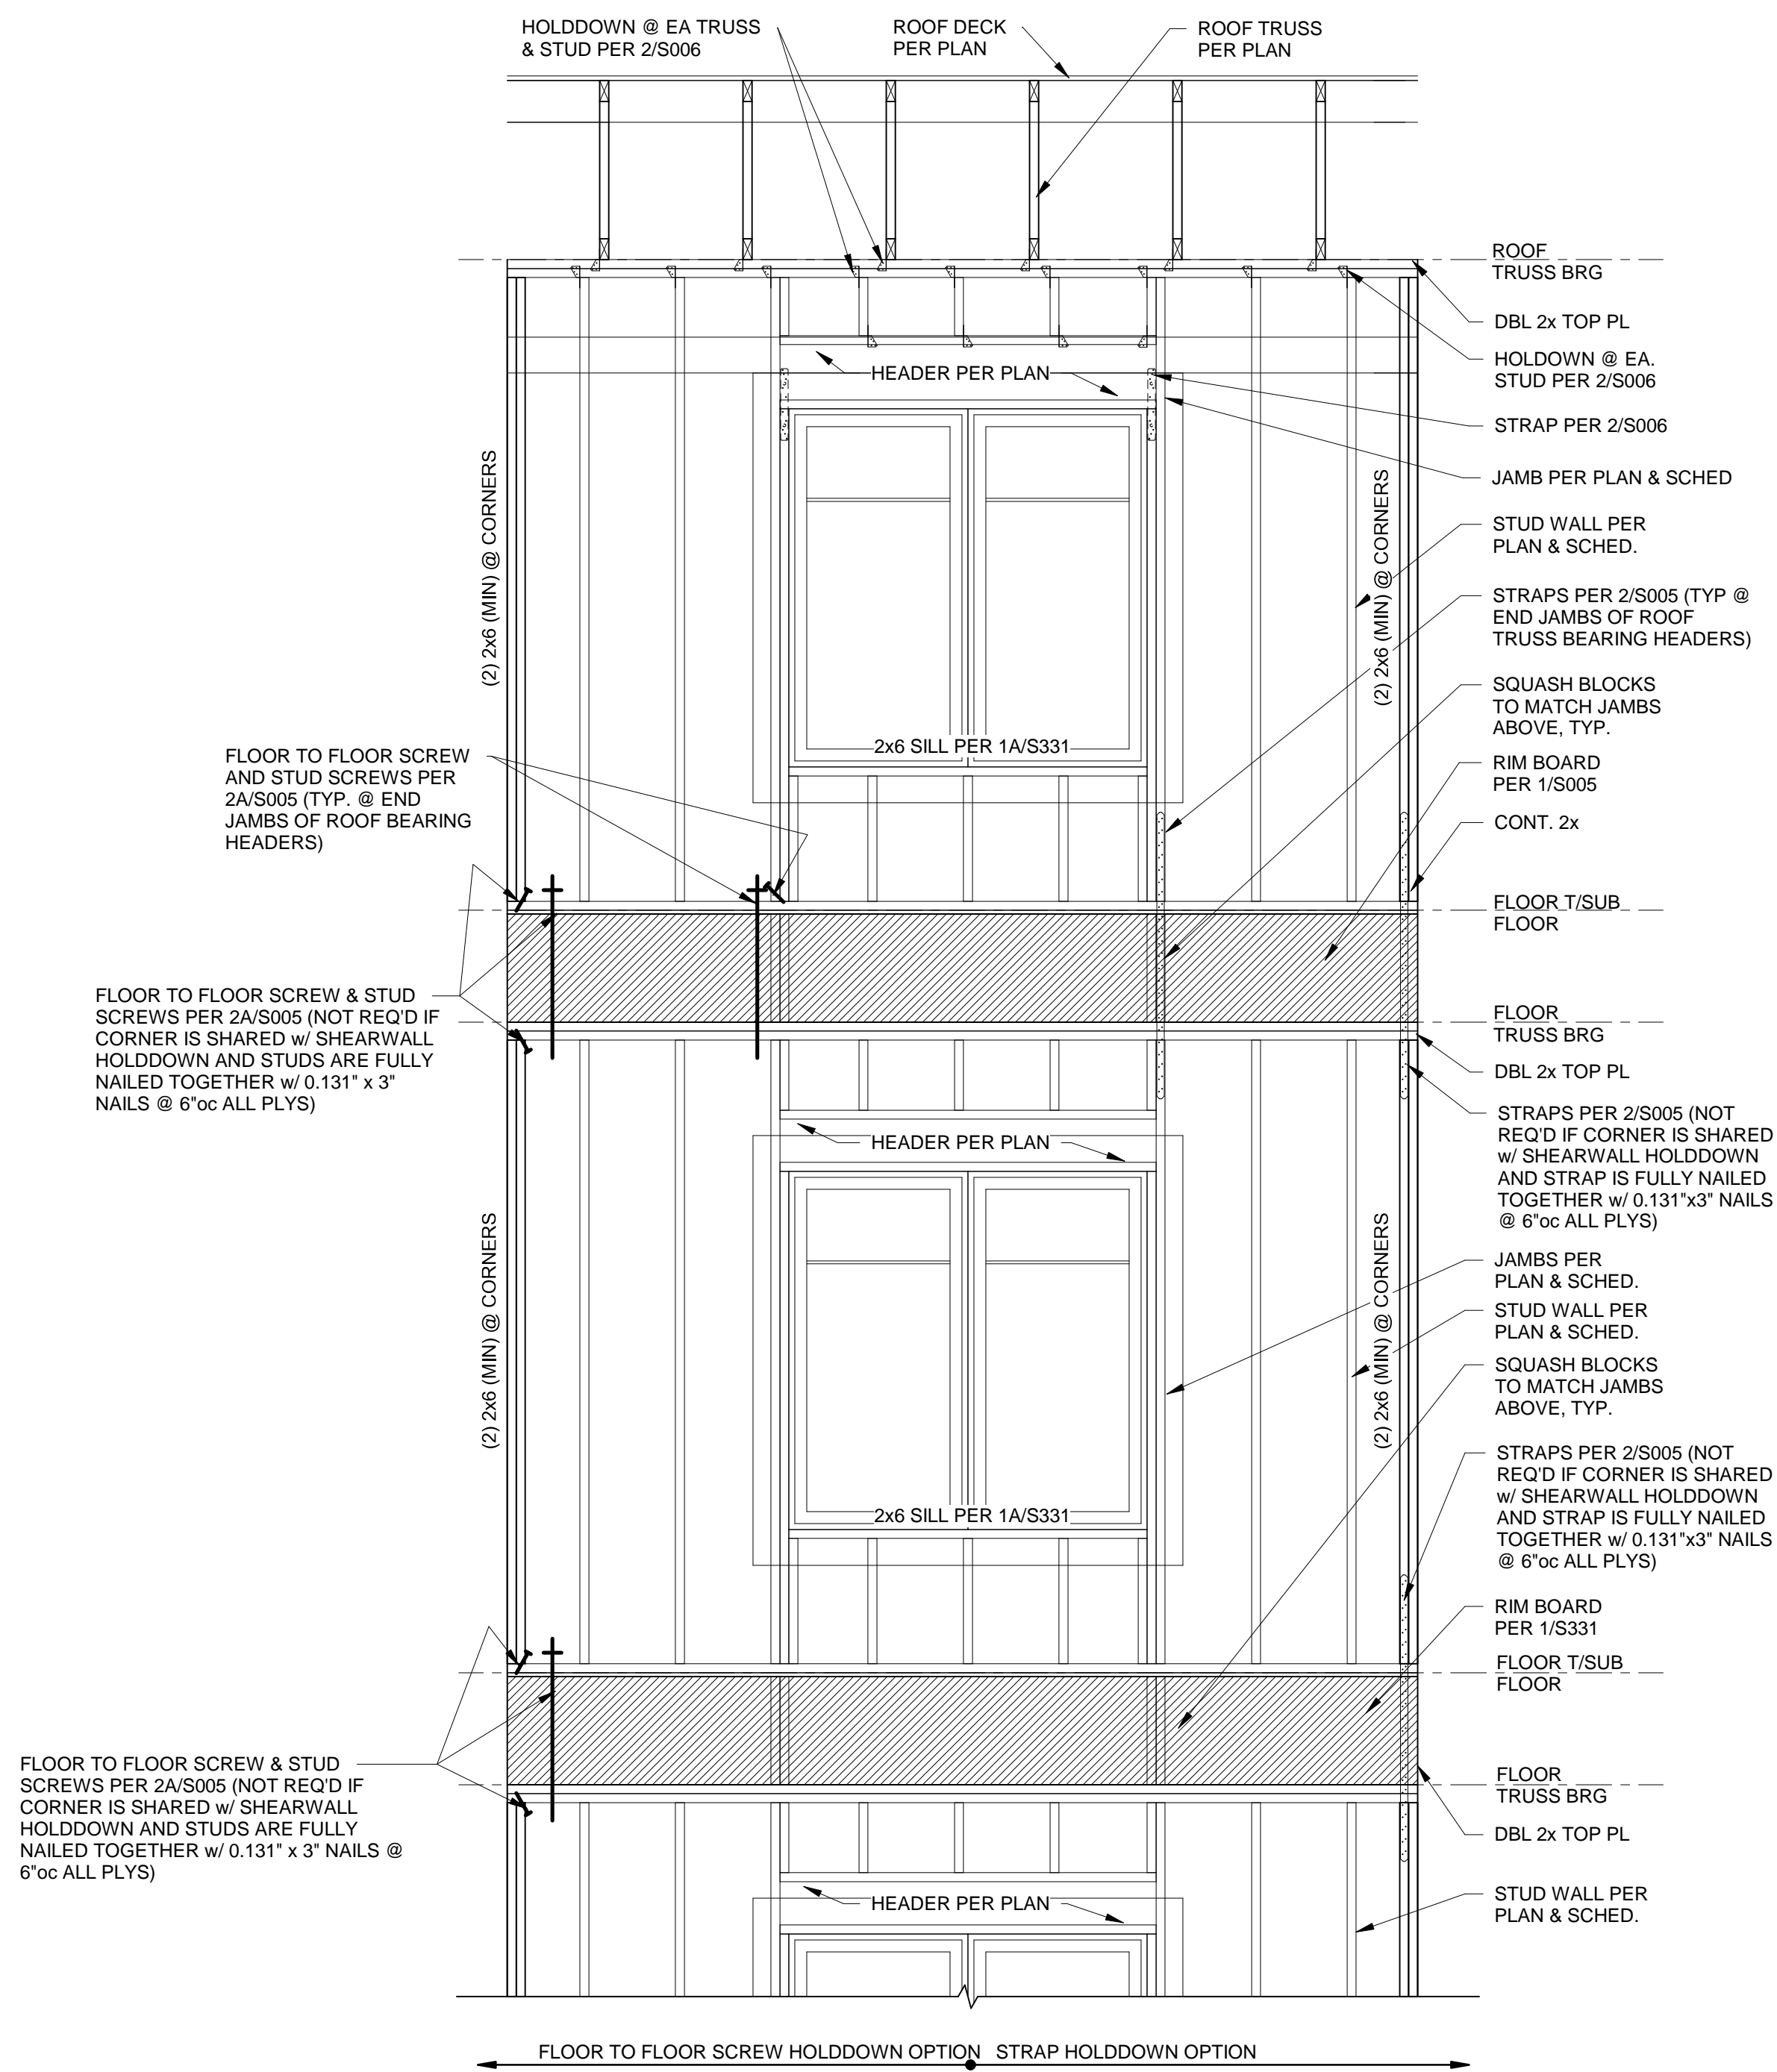 HOLDDOWN @ EA TRUSS
& STUD PER 2/S006
ROOF DECK
PER PLAN
ROOF TRUSS
PER PLAN
ROOF
TRUSS BRG
DBL 2x TOP PL
HOLDOWN @ EA.
STUD PER 2/S006
HEADER PER PLAN
STRAP PER 2/S006
JAMB PER PLAN & SCHED
(2) 2x6 (MIN) @ CORNERS
(2) 2x6 (MIN) @ CORNERS
STUD WALL PER
PLAN & SCHED.
STRAPS PER 2/S005 (TYP @
END JAMBS OF ROOF
TRUSS BEARING HEADERS)
SQUASH BLOCKS
TO MATCH JAMBS
ABOVE, TYP.
2x6 SILL PER 1A/S331
FLOOR TO FLOOR SCREW
AND STUD SCREWS PER
2A/S005 (TYP. @ END
JAMBS OF ROOF BEARING
HEADERS)
RIM BOARD
PER 1/S005
CONT. 2x
FLOOR T/SUB
FLOOR
FLOOR TO FLOOR SCREW & STUD
SCREWS PER 2A/S005 (NOT REQ'D IF
CORNER IS SHARED w/ SHEARWALL
HOLDDOWN AND STUDS ARE FULLY
NAILED TOGETHER w/ 0.131" x 3"
NAILS @ 6"oc ALL PLYS)
FLOOR
TRUSS BRG
DBL 2x TOP PL
STRAPS PER 2/S005 (NOT
REQ'D IF CORNER IS SHARED
w/ SHEARWALL HOLDDOWN
AND STRAP IS FULLY NAILED
TOGETHER w/ 0.131"x3" NAILS
@ 6"oc ALL PLYS)
HEADER PER PLAN
(2) 2x6 (MIN) @ CORNERS
(2) 2x6 (MIN) @ CORNERS
JAMBS PER
PLAN & SCHED.
STUD WALL PER
PLAN & SCHED.
SQUASH BLOCKS
TO MATCH JAMBS
ABOVE, TYP.
2x6 SILL PER 1A/S331
STRAPS PER 2/S005 (NOT
REQ'D IF CORNER IS SHARED
w/ SHEARWALL HOLDDOWN
AND STRAP IS FULLY NAILED
TOGETHER w/ 0.131"x3" NAILS
@ 6"oc ALL PLYS)
RIM BOARD
PER 1/S331
FLOOR T/SUB
FLOOR
FLOOR TO FLOOR SCREW & STUD
SCREWS PER 2A/S005 (NOT REQ'D IF
CORNER IS SHARED w/ SHEARWALL
HOLDDOWN AND STUDS ARE FULLY
NAILED TOGETHER w/ 0.131" x 3" NAILS @
6"oc ALL PLYS)
FLOOR
TRUSS BRG
DBL 2x TOP PL
HEADER PER PLAN
STUD WALL PER
PLAN & SCHED.
FLOOR TO FLOOR SCREW HOLDDOWN OPTION
STRAP HOLDDOWN OPTION